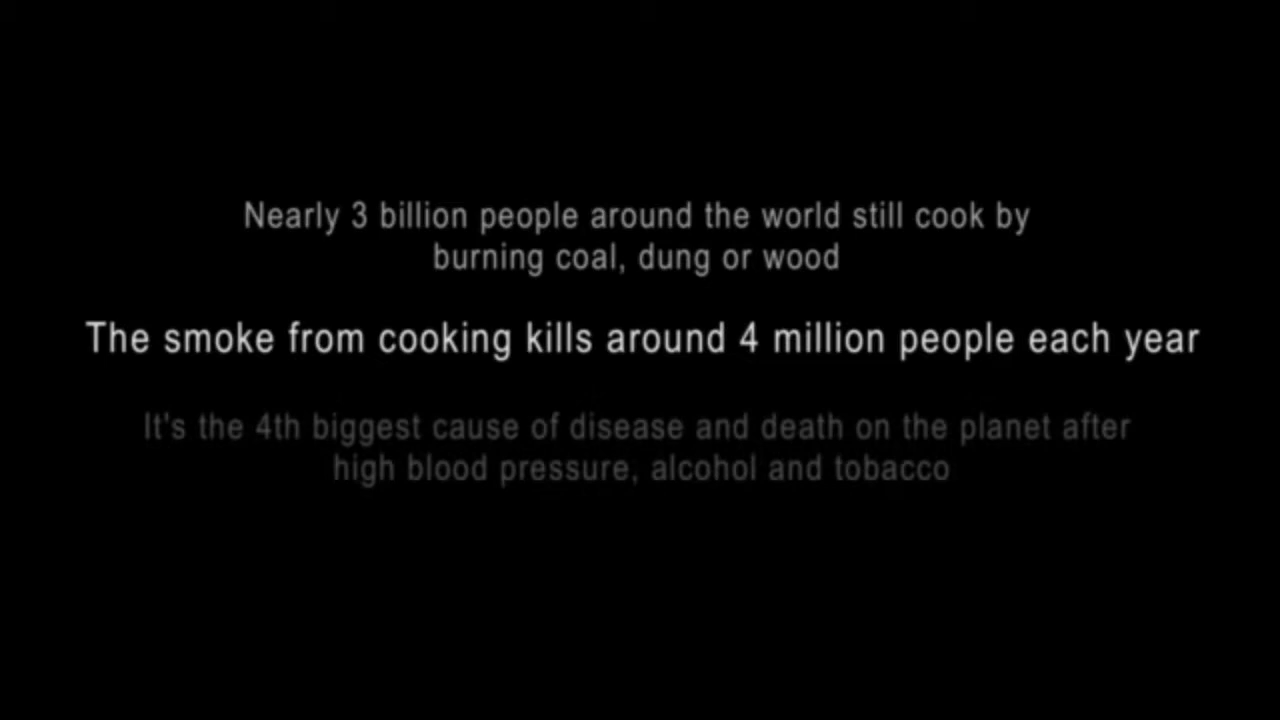 Nearly 3 billion people around the world still cook by
burning coal, dung or wood
The smoke from cooking kills around 4 million people each year
It's the 4th biggest cause of disease and death on the planet after
high blood pressure, alcohol and tobacco